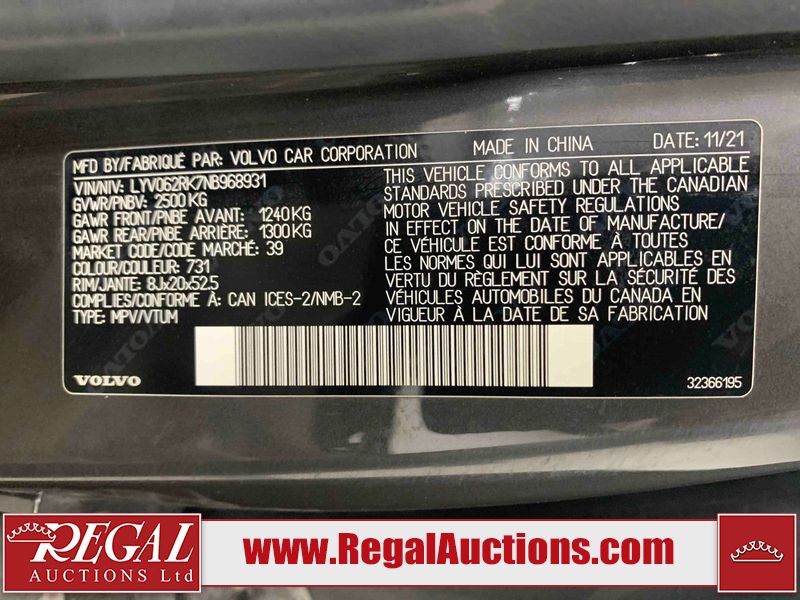 MFD BY/FABRIQUÉ PAR: VOLVO CAR CORPORATION
MADE IN CHINA
DATE: 11/21
VIN/NIV: LYV062RK7NB968931
GVWR/PNBV: 2500 KG
GAWR FRONT/PNBE AVANT: 1240 KG
GAWR REAR/PNBE ARRIÈRE: 1300 KG
MARKET CODE/CODE MARCHÉ: 39
COLOUR/COULEUR: 731
RIM/JANTE: 8Jx20x52.5
COMPLIES/CONFORME À: CAN ICES-2/NMB-2
TYPE: MPV/VTUM
THIS VEHICLE CONFORMS TO ALL APPLICABLE
STANDARDS PRESCRIBED UNDER THE CANADIAN
MOTOR VEHICLE SAFETY REGULATIONS
IN EFFECT ON THE DATE OF MANUFACTURE/
CE VÉHICULE EST CONFORME À TOUTES
LES NORMES QUI LUI SONT APPLICABLES EN
VERTU DU RÈGLEMENT SUR LA SÉCURITÉ DES
VÉHICULES AUTOMOBILES DU CANADA EN
VIGUEUR À LA DATE DE SA FABRICATION
VOLVO
32366195
REGAL
AUCTIONS Ltd
www.RegalAuctions.com